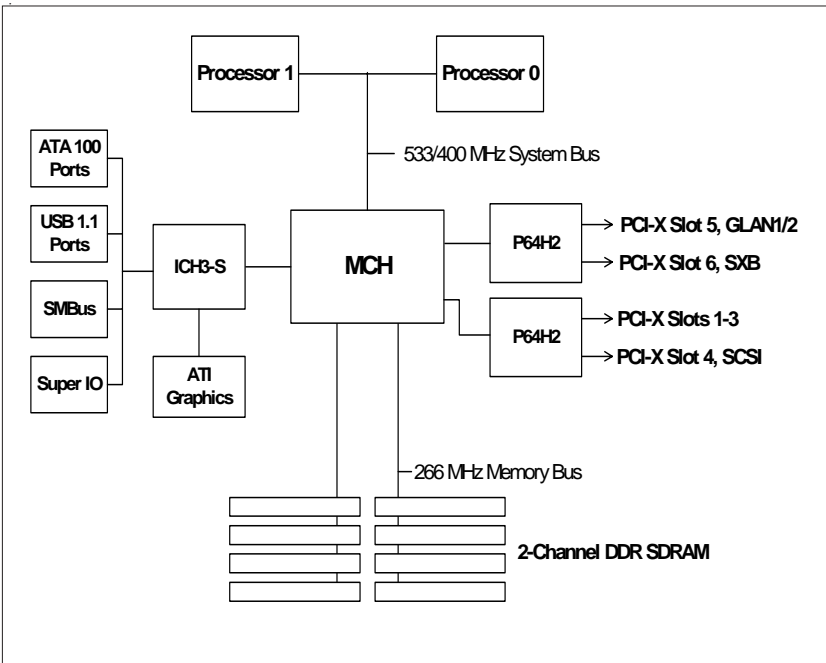 Processor 1
Processor 0
533/400 MHz System Bus
ATA 100
Ports
USB 1.1
Ports
SMBus
Super IO
ICH3-S
ATI
Graphics
MCH
P64H2
PCI-X Slot 5, GLAN1/2
PCI-X Slot 6, SXB
P64H2
PCI-X Slots 1-3
PCI-X Slot 4, SCSI
266 MHz Memory Bus
2-Channel DDR SDRAM